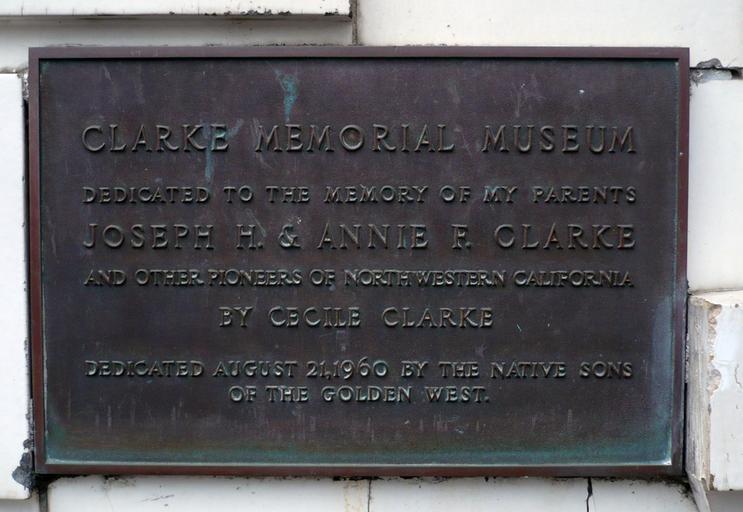 CLARKE MEMORIAL MUSEUM
DEDICATED TO THE MEMORY OF MY PARENTS
JOSEPH H. & ANNIE F. CLARKE
AND OTHER PIONEERS OF NORTHWESTERN CALIFORNIA
BY CECILE CLARKE
DEDICATED AUGUST 21, 1960 BY THE NATIVE SONS
OF THE GOLDEN WEST.